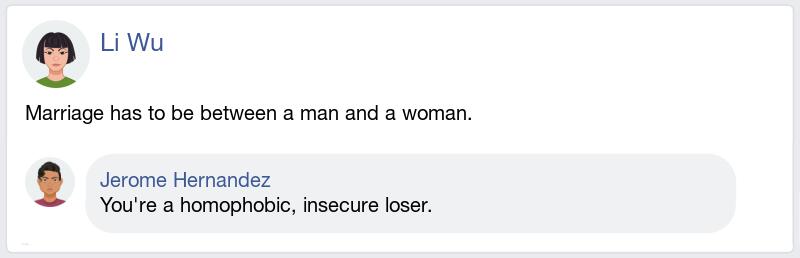 Li Wu
Marriage has to be between a man and a woman.
Jerome Hernandez
You're a homophobic, insecure loser.